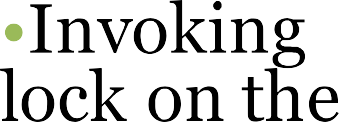 •Invoking
lock on the